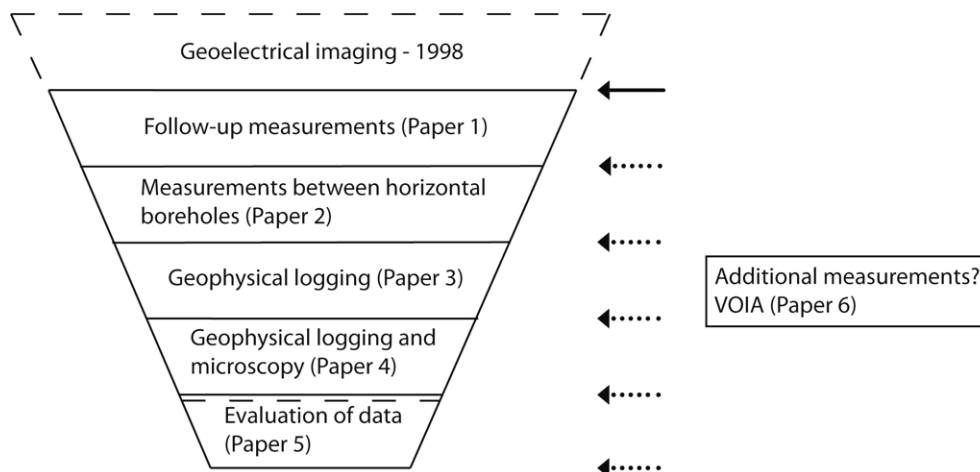 Geoelectrical imaging - 1998
Follow-up measurements (Paper 1)
Measurements between horizontal
boreholes (Paper 2)
Geophysical logging (Paper 3)
Geophysical logging and
microscopy (Paper 4)
Evaluation of data
(Paper 5)
Additional measurements?
VOIA (Paper 6)